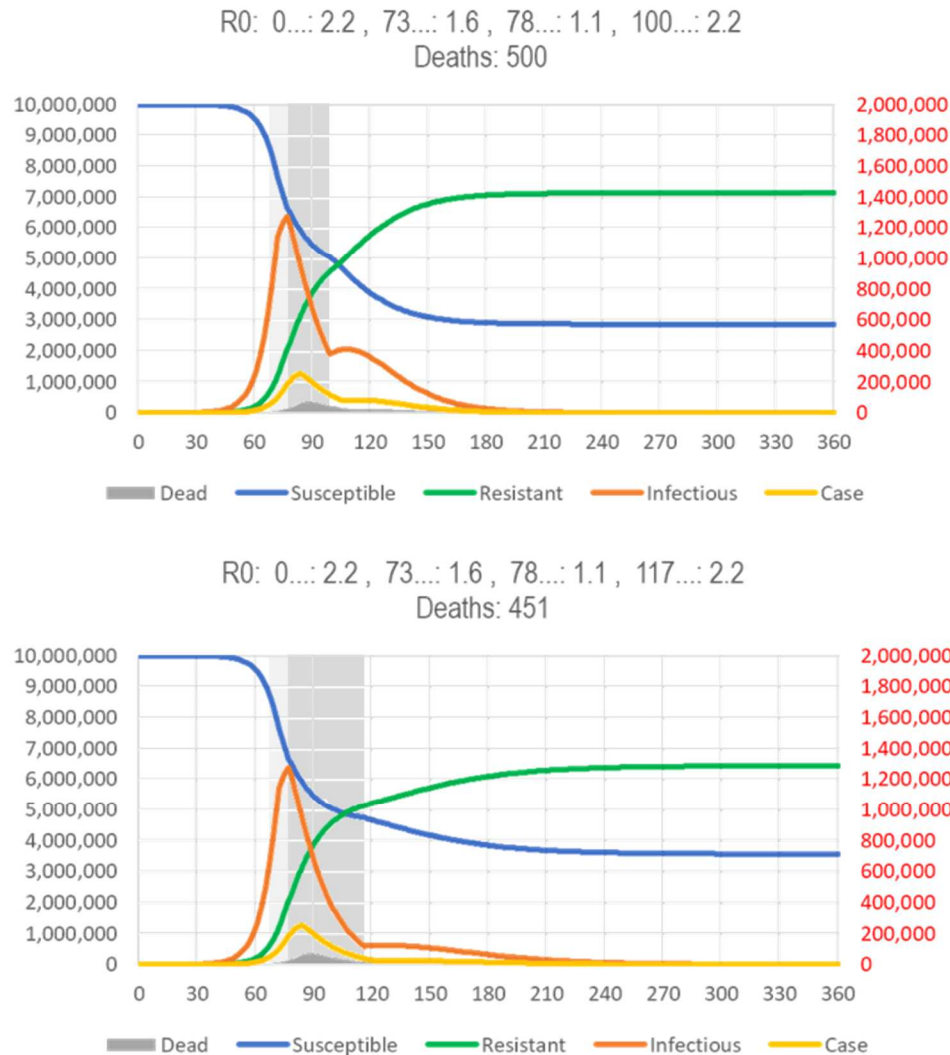 R0: 0...: 2.2 , 73...: 1.6 , 78...: 1.1 , 100...: 2.2
Deaths: 500
10,000,000 2,000,000
9,000,000 1,800,000
8,000,000 1,600,000
7,000,000 1,400,000
6,000,000 1,200,000
5,000,000 1,000,000
4,000,000 800,000
3,000,000 600,000
2,000,000 400,000
1,000,000 200,000
0 0
0 30 60 90 120 150 180 210 240 270 300 330 360
Dead Susceptible Resistant Infectious Case
R0: 0...: 2.2 , 73...: 1.6 , 78...: 1.1 , 117...: 2.2
Deaths: 451
10,000,000 2,000,000
9,000,000 1,800,000
8,000,000 1,600,000
7,000,000 1,400,000
6,000,000 1,200,000
5,000,000 1,000,000
4,000,000 800,000
3,000,000 600,000
2,000,000 400,000
1,000,000 200,000
0 0
0 30 60 90 120 150 180 210 240 270 300 330 360
Dead Susceptible Resistant Infectious Case